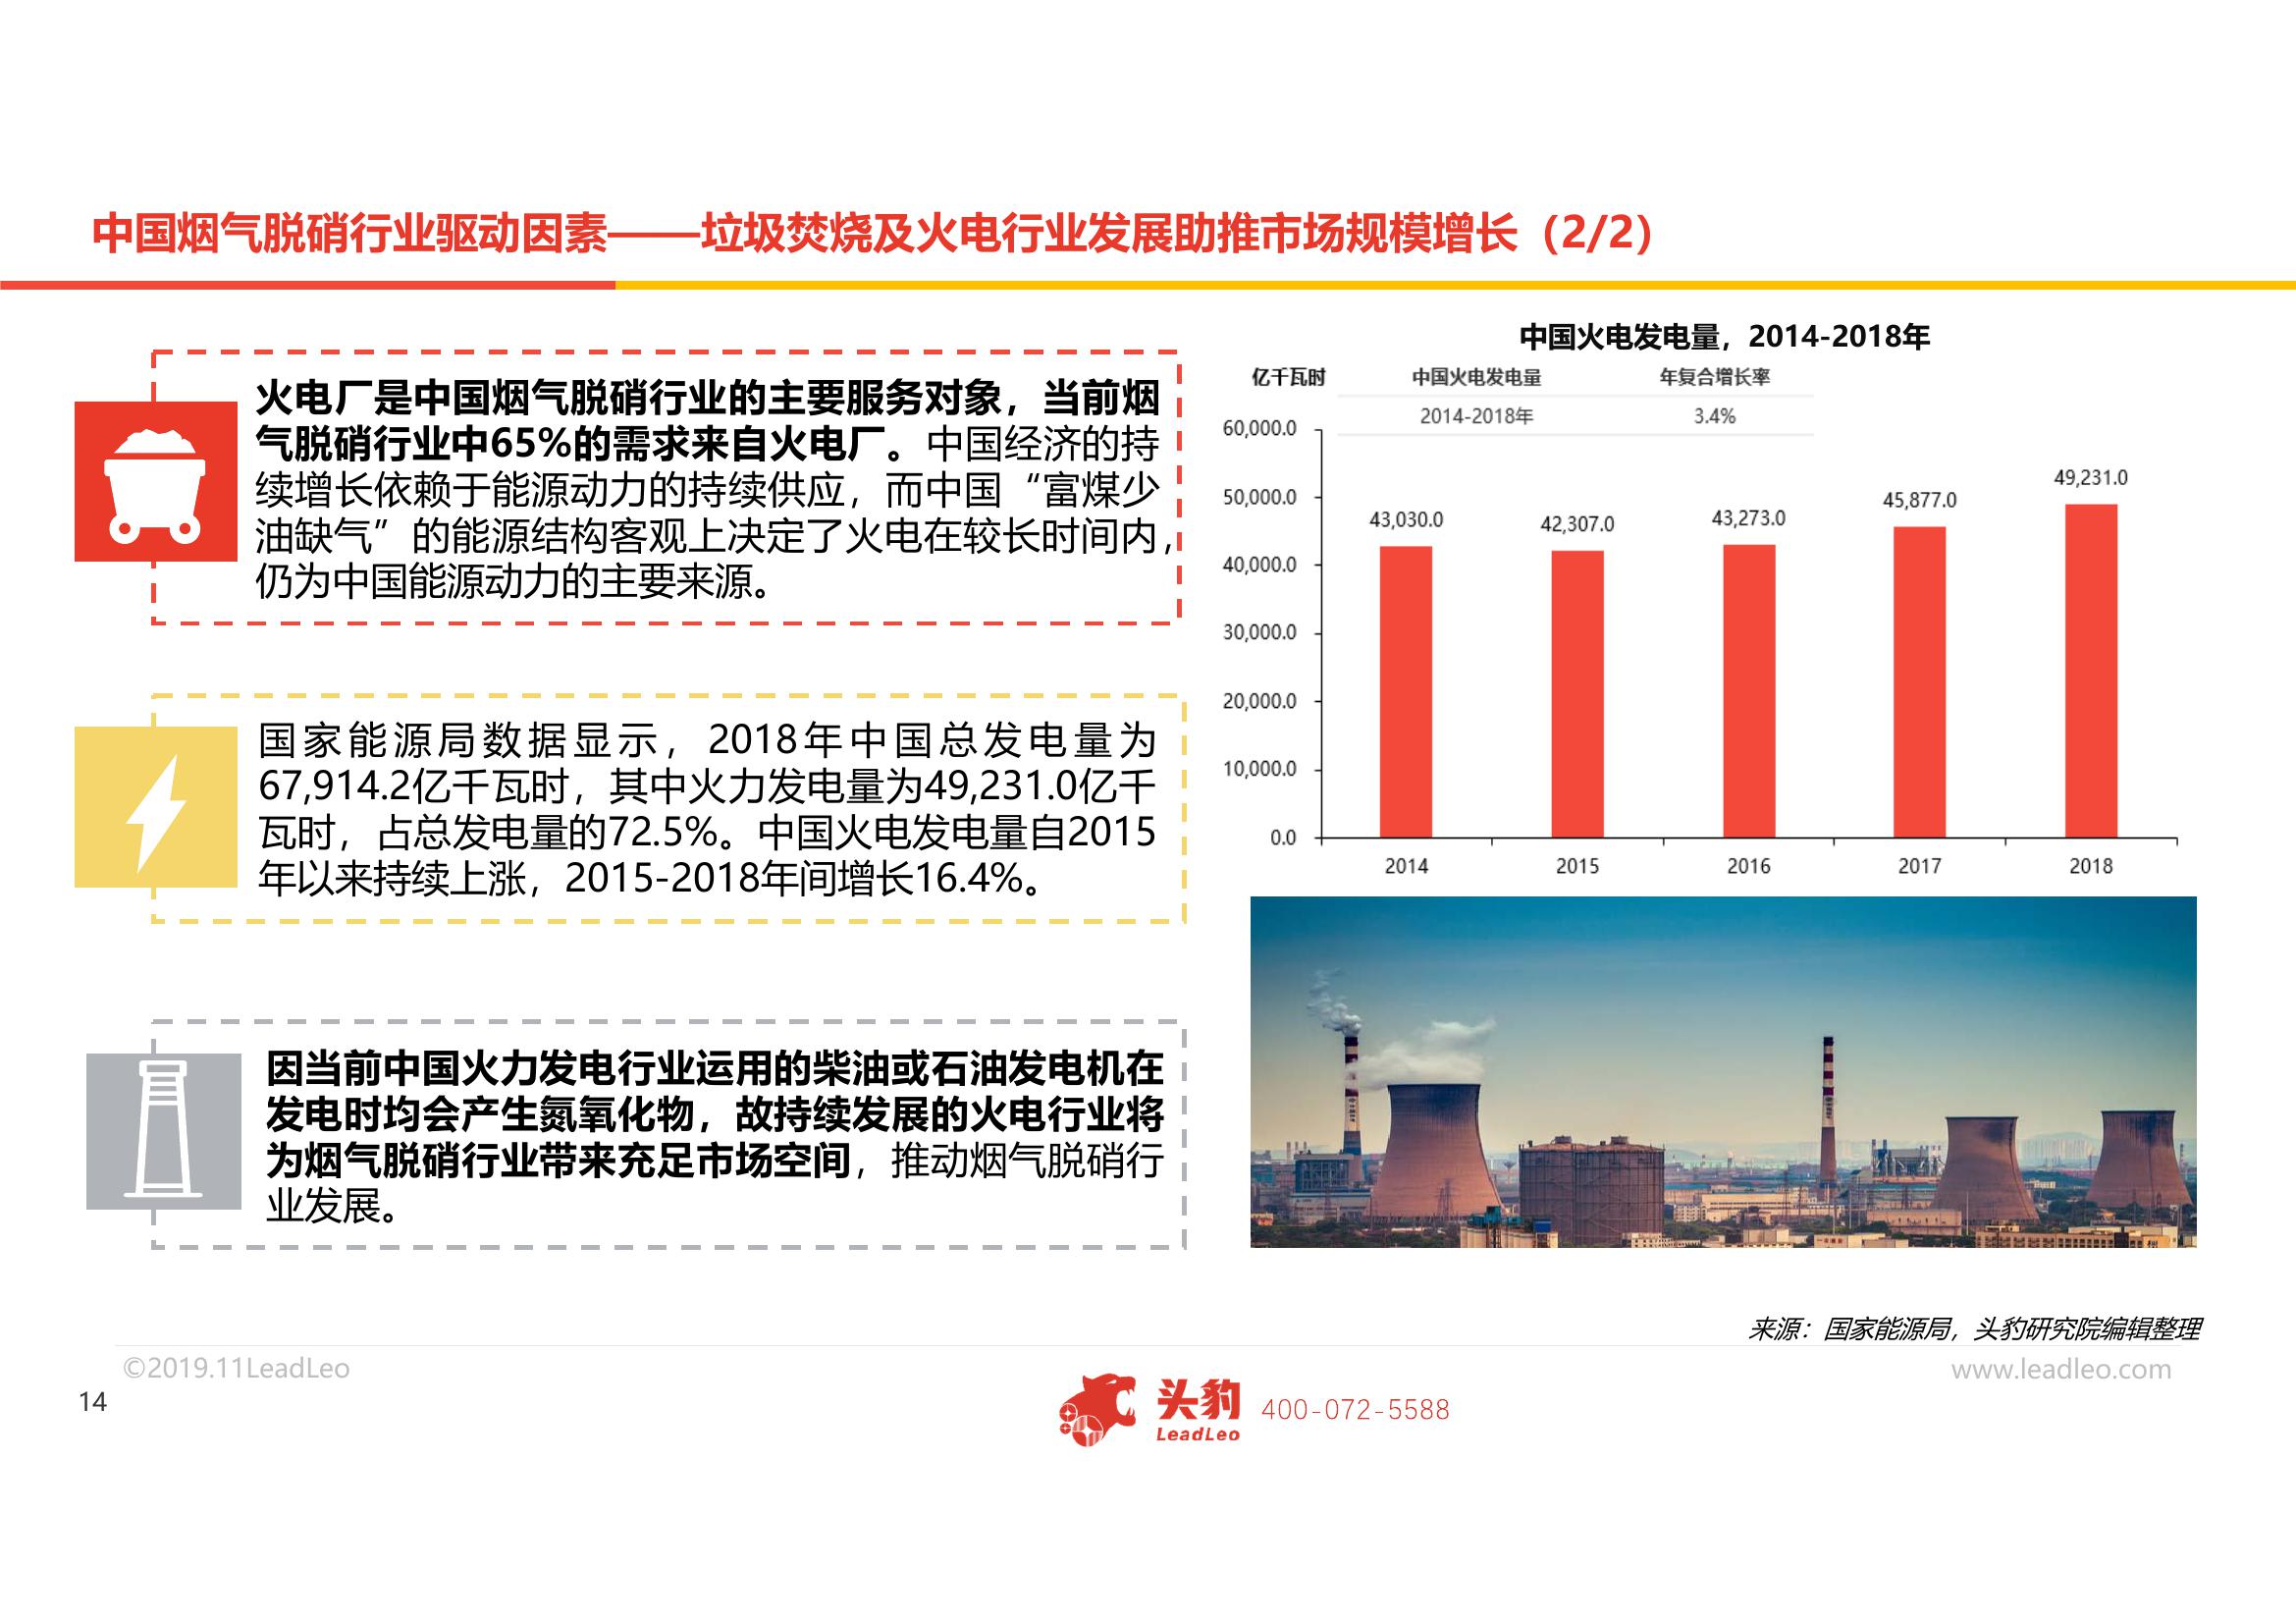 中国烟气脱硝行业驱动因素——垃圾焚烧及火电行业发展助推市场规模增长（2/2）
火电厂是中国烟气脱硝行业的主要服务对象，当前烟
气脱硝行业中65%的需求来自火电厂。中国经济的持
续增长依赖于能源动力的持续供应，而中国“富煤少
油缺气”的能源结构客观上决定了火电在较长时间内，
仍为中国能源动力的主要来源。
国家能源局数据显示，2018年中国总发电量为
67,914.2亿千瓦时，其中火力发电量为49,231.0亿千
瓦时，占总发电量的72.5%。中国火电发电量自2015
年以来持续上涨，2015-2018年间增长16.4%。
因当前中国火力发电行业运用的柴油或石油发电机在
发电时均会产生氮氧化物，故持续发展的火电行业将
为烟气脱硝行业带来充足市场空间，推动烟气脱硝行
业发展。
中国火电发电量，2014-2018年
亿千瓦时 中国火电发电量 年复合增长率
2014-2018年 3.4%
60,000.0
50,000.0
40,000.0
30,000.0
20,000.0
10,000.0
0.0
43,030.0 42,307.0 43,273.0 45,877.0 49,231.0
2014 2015 2016 2017 2018
来源：国家能源局，头豹研究院编辑整理
©2019.11LeadLeo
www.leadleo.com
14
头豹
LeadLeo
400-072-5588